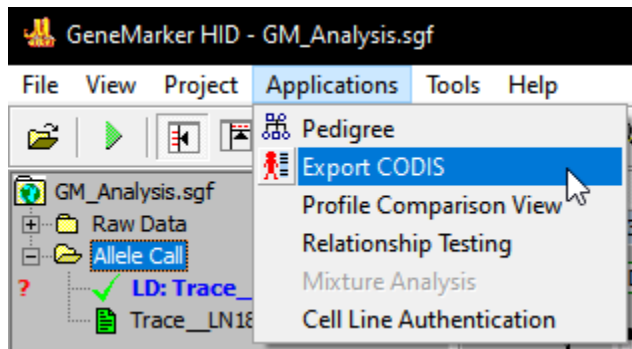 GeneMarker HID - GM_Analysis.sgf
File View Project Applications Tools Help
Pedigree
Export CODIS
GM_Analysis.sgf
Profile Comparison View
Raw Data
Relationship Testing
Allele Call
Mixture Analysis
? LD: Trace_
Trace__LN18
Cell Line Authentication